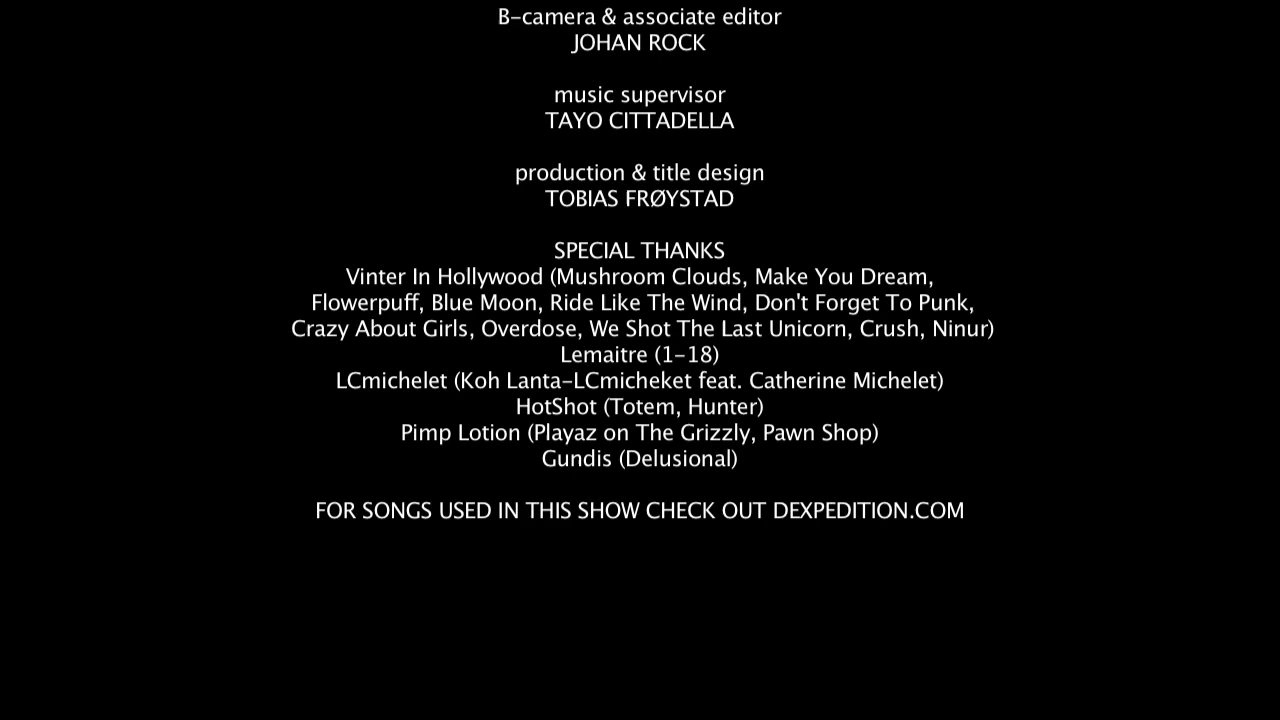 B-camera & associate editor
JOHAN ROCK
music supervisor
TAYO CITTADELLA
production & title design
TOBIAS FRØYSTAD
SPECIAL THANKS
Vinter In Hollywood (Mushroom Clouds, Make You Dream,
Flowerpuff, Blue Moon, Ride Like The Wind, Don't Forget To Punk,
Crazy About Girls, Overdose, We Shot The Last Unicorn, Crush, Ninur)
Lemaitre (1-18)
LCmichelet (Koh Lanta-LCmicheket feat. Catherine Michelet)
HotShot (Totem, Hunter)
Pimp Lotion (Playaz on The Grizzly, Pawn Shop)
Gundis (Delusional)
FOR SONGS USED IN THIS SHOW CHECK OUT DEXPEDITION.COM